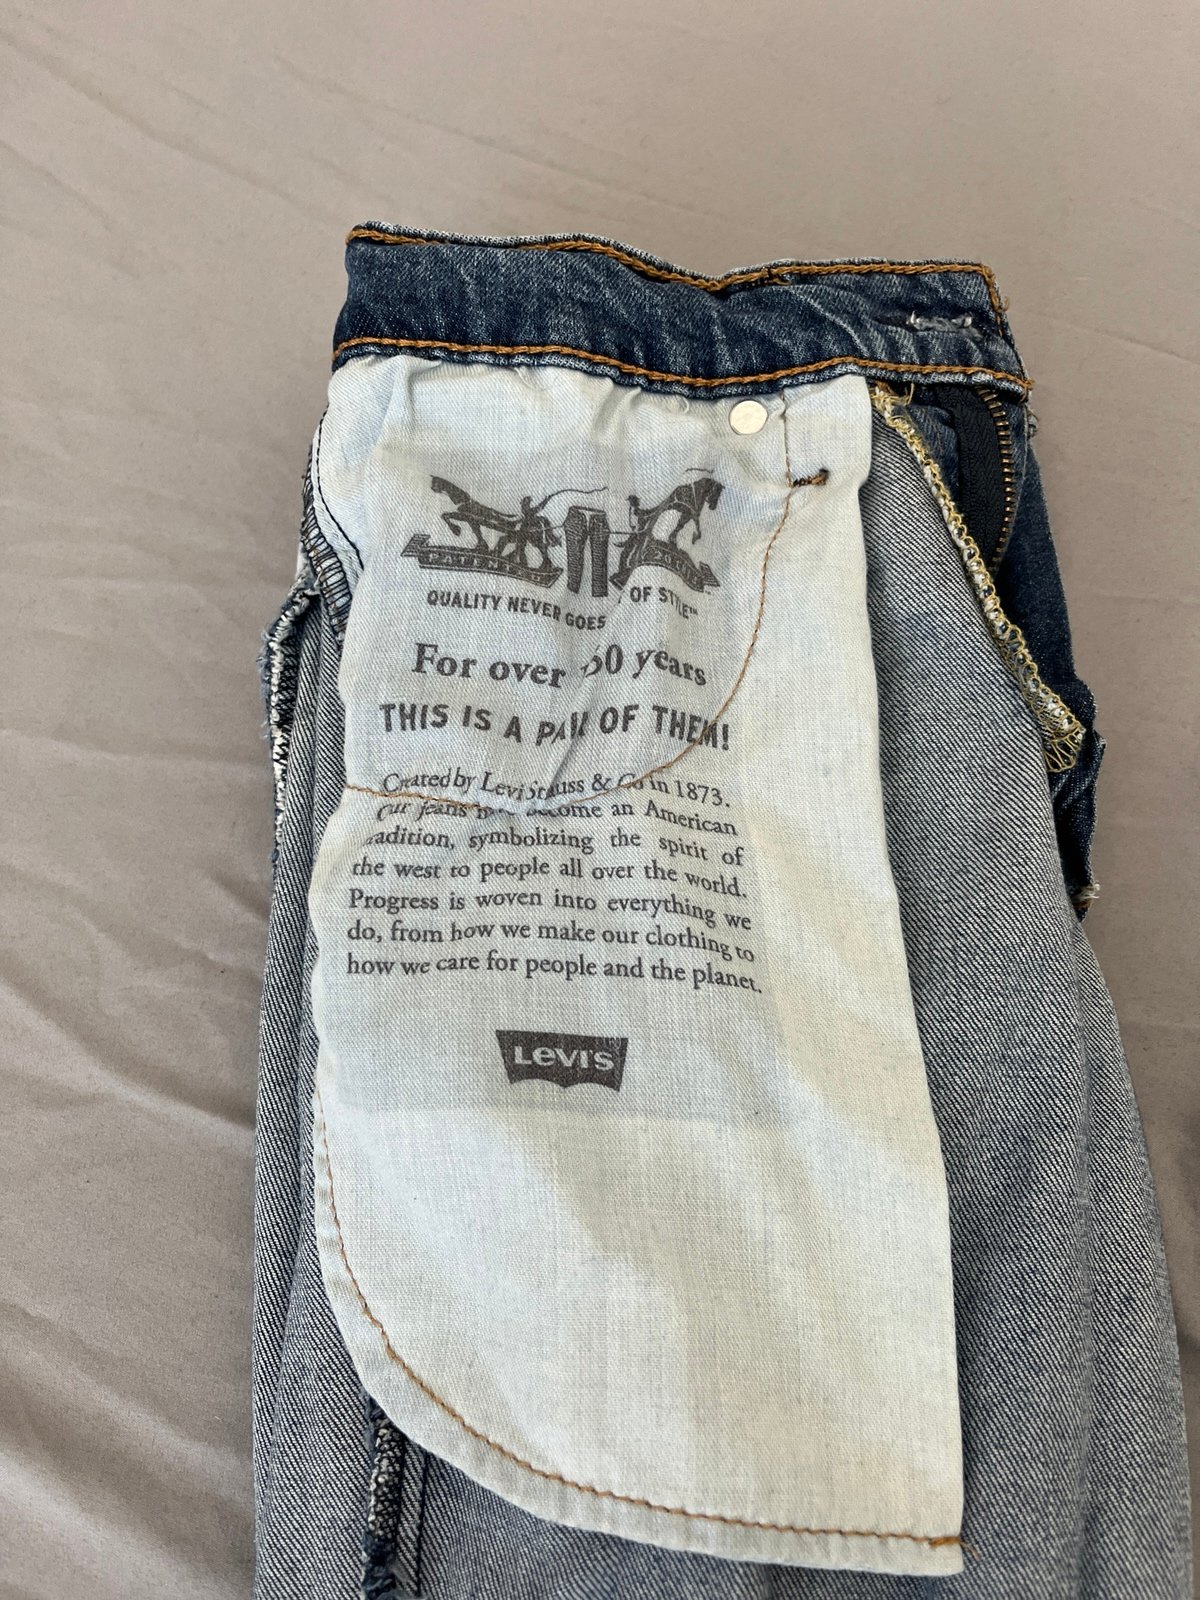 QUALITY NEVER GOES OF STYLE™
For over years
THIS IS A PAIR OF THEM!
Created by Levi Strauss & Co in 1873.
Our jeans have become an American
tradition, symbolizing the spirit of
the west to people all over the world.
Progress is woven into everything we
do, from how we make our clothing to
how we care for people and the planet.
LEVI'S